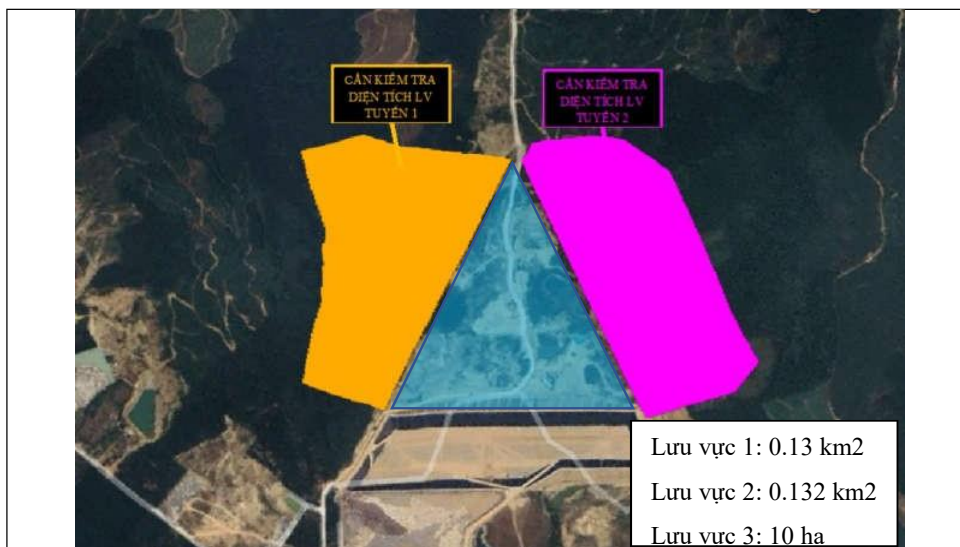 CẦN KIỂM TRA
DIỆN TÍCH LV
TUYẾN 1
CẦN KIỂM TRA
DIỆN TÍCH LV
TUYẾN 2
Lưu vực 1: 0.13 km2
Lưu vực 2: 0.132 km2
Lưu vực 3: 10 ha